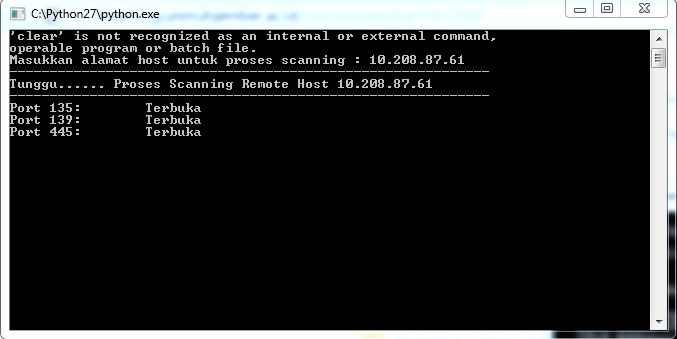 C:\Python27\python.exe
'clear' is not recognized as an internal or external command,
operable program or batch file.
Masukkan alamat host untuk proses scanning : 10.208.87.61
------------------------------------------------------------
Tunggu...... Proses Scanning Remote Host 10.208.87.61
------------------------------------------------------------
Port 135:        Terbuka
Port 139:        Terbuka
Port 445:        Terbuka